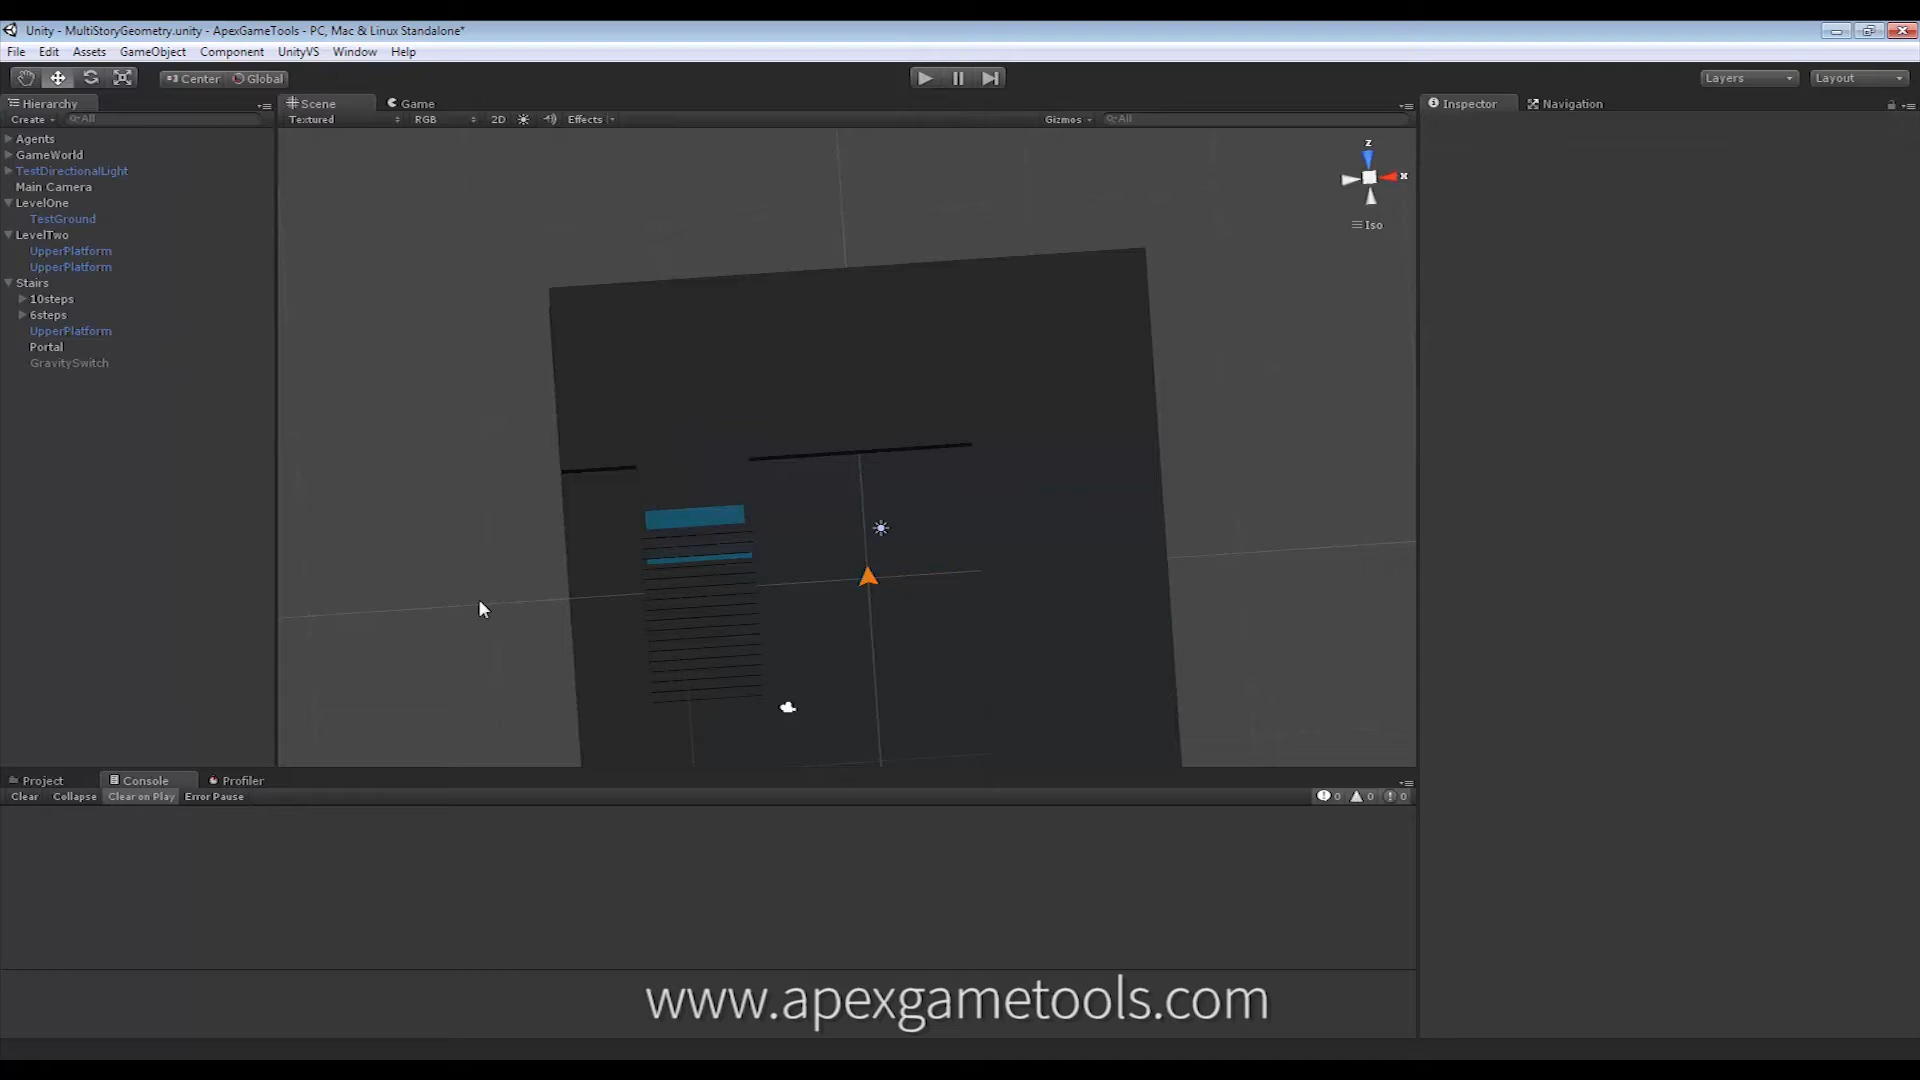 Unity - MultiStoryGeometry.unity - ApexGameTools - PC, Mac & Linux Standalone*
File Edit Assets GameObject Component UnityVS Window Help
Center Global Layers Layout
Hierarchy Scene Game Inspector Navigation
Create All Textured RGB 2D Effects Gizmos All
Agents
GameWorld
TestDirectionalLight
Main Camera
LevelOne
TestGround
LevelTwo
UpperPlatform
UpperPlatform
Stairs
10steps
6steps
UpperPlatform
Portal
GravitySwitch
z
x
Iso
Project Console Profiler
Clear Collapse Clear on Play Error Pause 0 0 0
www.apexgametools.com